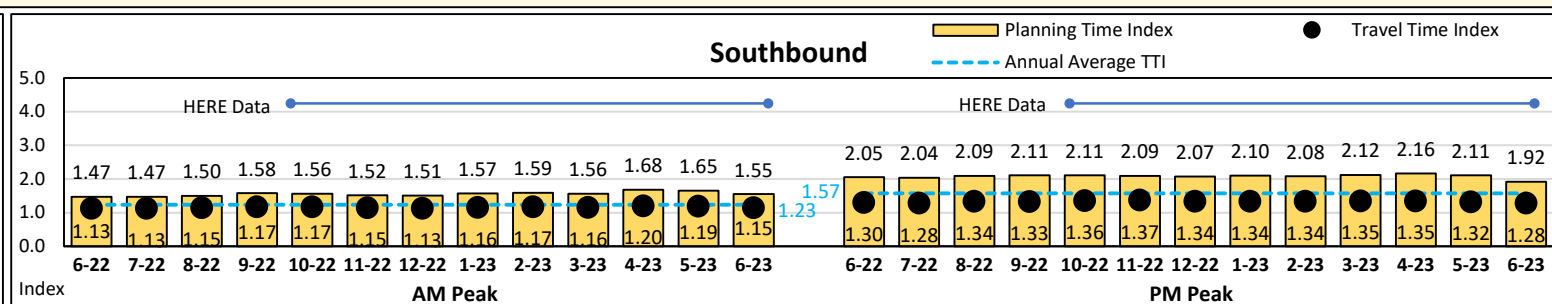 Planning Time Index
Travel Time Index
Southbound
Annual Average TTI
5.0
4.0
HERE Data
HERE Data
3.0
2.0
1.0
0.0
1.47 1.47 1.50 1.58 1.56 1.52 1.51 1.57 1.59 1.56 1.68 1.65 1.55
2.05 2.04 2.09 2.11 2.11 2.09 2.07 2.10 2.08 2.12 2.16 2.11 1.92
1.57
1.23
1.13 1.13 1.15 1.17 1.17 1.15 1.13 1.16 1.17 1.16 1.20 1.19 1.15
1.30 1.28 1.34 1.33 1.36 1.37 1.34 1.34 1.34 1.35 1.35 1.32 1.28
6-22 7-22 8-22 9-22 10-22 11-22 12-22 1-23 2-23 3-23 4-23 5-23 6-23
6-22 7-22 8-22 9-22 10-22 11-22 12-22 1-23 2-23 3-23 4-23 5-23 6-23
Index
AM Peak
PM Peak